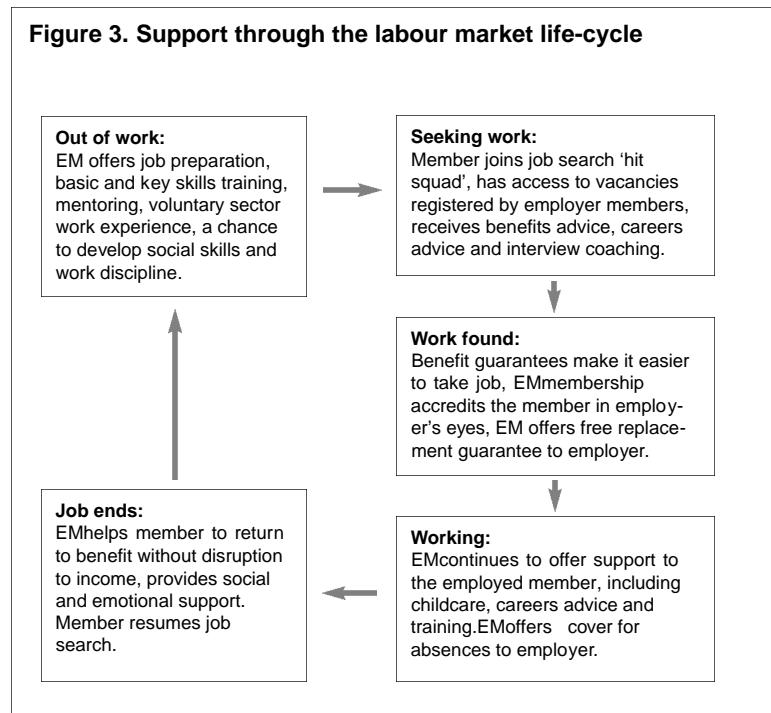 Figure 3. Support through the labour market life-cycle
Out of work:
EM offers job preparation,
basic and key skills training,
mentoring, voluntary sector
work experience, a chance
to develop social skills and
work discipline.
Seeking work:
Member joins job search ‘hit
squad’, has access to vacancies
registered by employer members,
receives benefits advice, careers
advice and interview coaching.
Work found:
Benefit guarantees make it easier
to take job, EMmembership
accredits the member in employ-
er’s eyes, EM offers free replace-
ment guarantee to employer.
Working:
EMcontinues to offer support to
the employed member, including
childcare, careers advice and
training.EMoffers cover for
absences to employer.
Job ends:
EMhelps member to return
to benefit without disruption
to income, provides social
and emotional support.
Member resumes job
search.